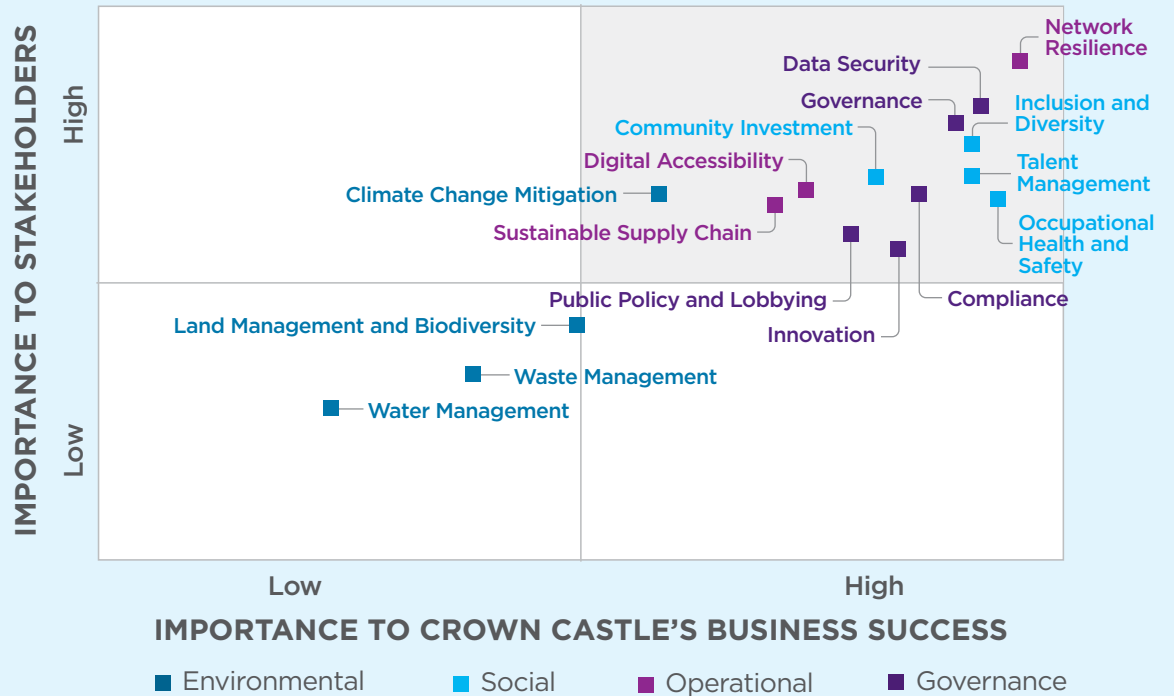 IMPORTANCE TO STAKEHOLDERS
High
Low
Network
Resilience
Data Security
Governance
Inclusion and
Diversity
Community Investment
Digital Accessibility
Talent
Management
Climate Change Mitigation
Sustainable Supply Chain
Occupational
Health and
Safety
Public Policy and Lobbying
Compliance
Land Management and Biodiversity
Innovation
Waste Management
Water Management
Low
High
IMPORTANCE TO CROWN CASTLE'S BUSINESS SUCCESS
Environmental
Social
Operational
Governance